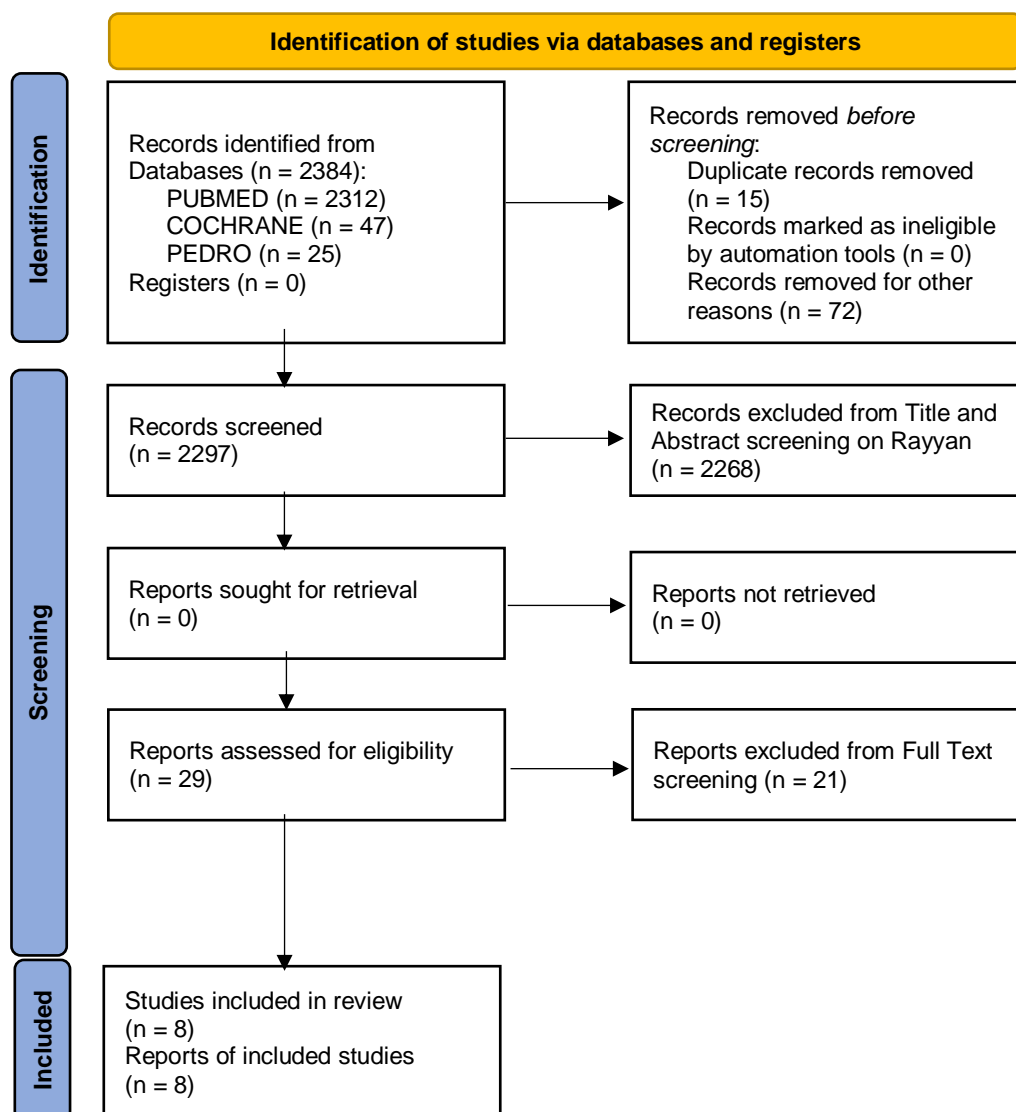 Identification of studies via databases and registers
Identification
Records identified from
Databases (n = 2384):
PUBMED (n = 2312)
COCHRANE (n = 47)
PEDRO (n = 25)
Registers (n = 0)
Records removed before
screening:
Duplicate records removed
(n = 15)
Records marked as ineligible
by automation tools (n = 0)
Records removed for other
reasons (n = 72)
Screening
Records screened
(n = 2297)
Records excluded from Title and
Abstract screening on Rayyan
(n = 2268)
Reports sought for retrieval
(n = 0)
Reports not retrieved
(n = 0)
Reports assessed for eligibility
(n = 29)
Reports excluded from Full Text
screening (n = 21)
Included
Studies included in review
(n = 8)
Reports of included studies
(n = 8)